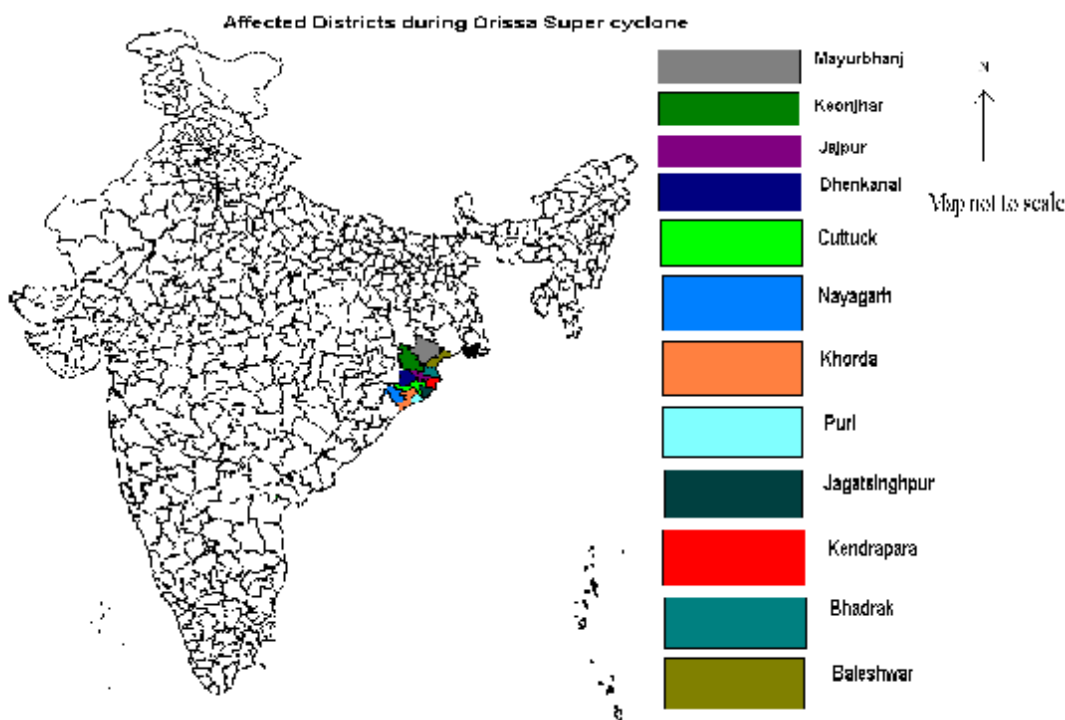 Affected Districts during Orissa Super cyclone
Mayurbhanj
N
Keonjhar
Jajpur
Dhenkanal
Map not to scale
Cuttuck
Nayagarh
Khorda
Puri
Jagatsinghpur
Kendrapara
Bhadrak
Baleshwar